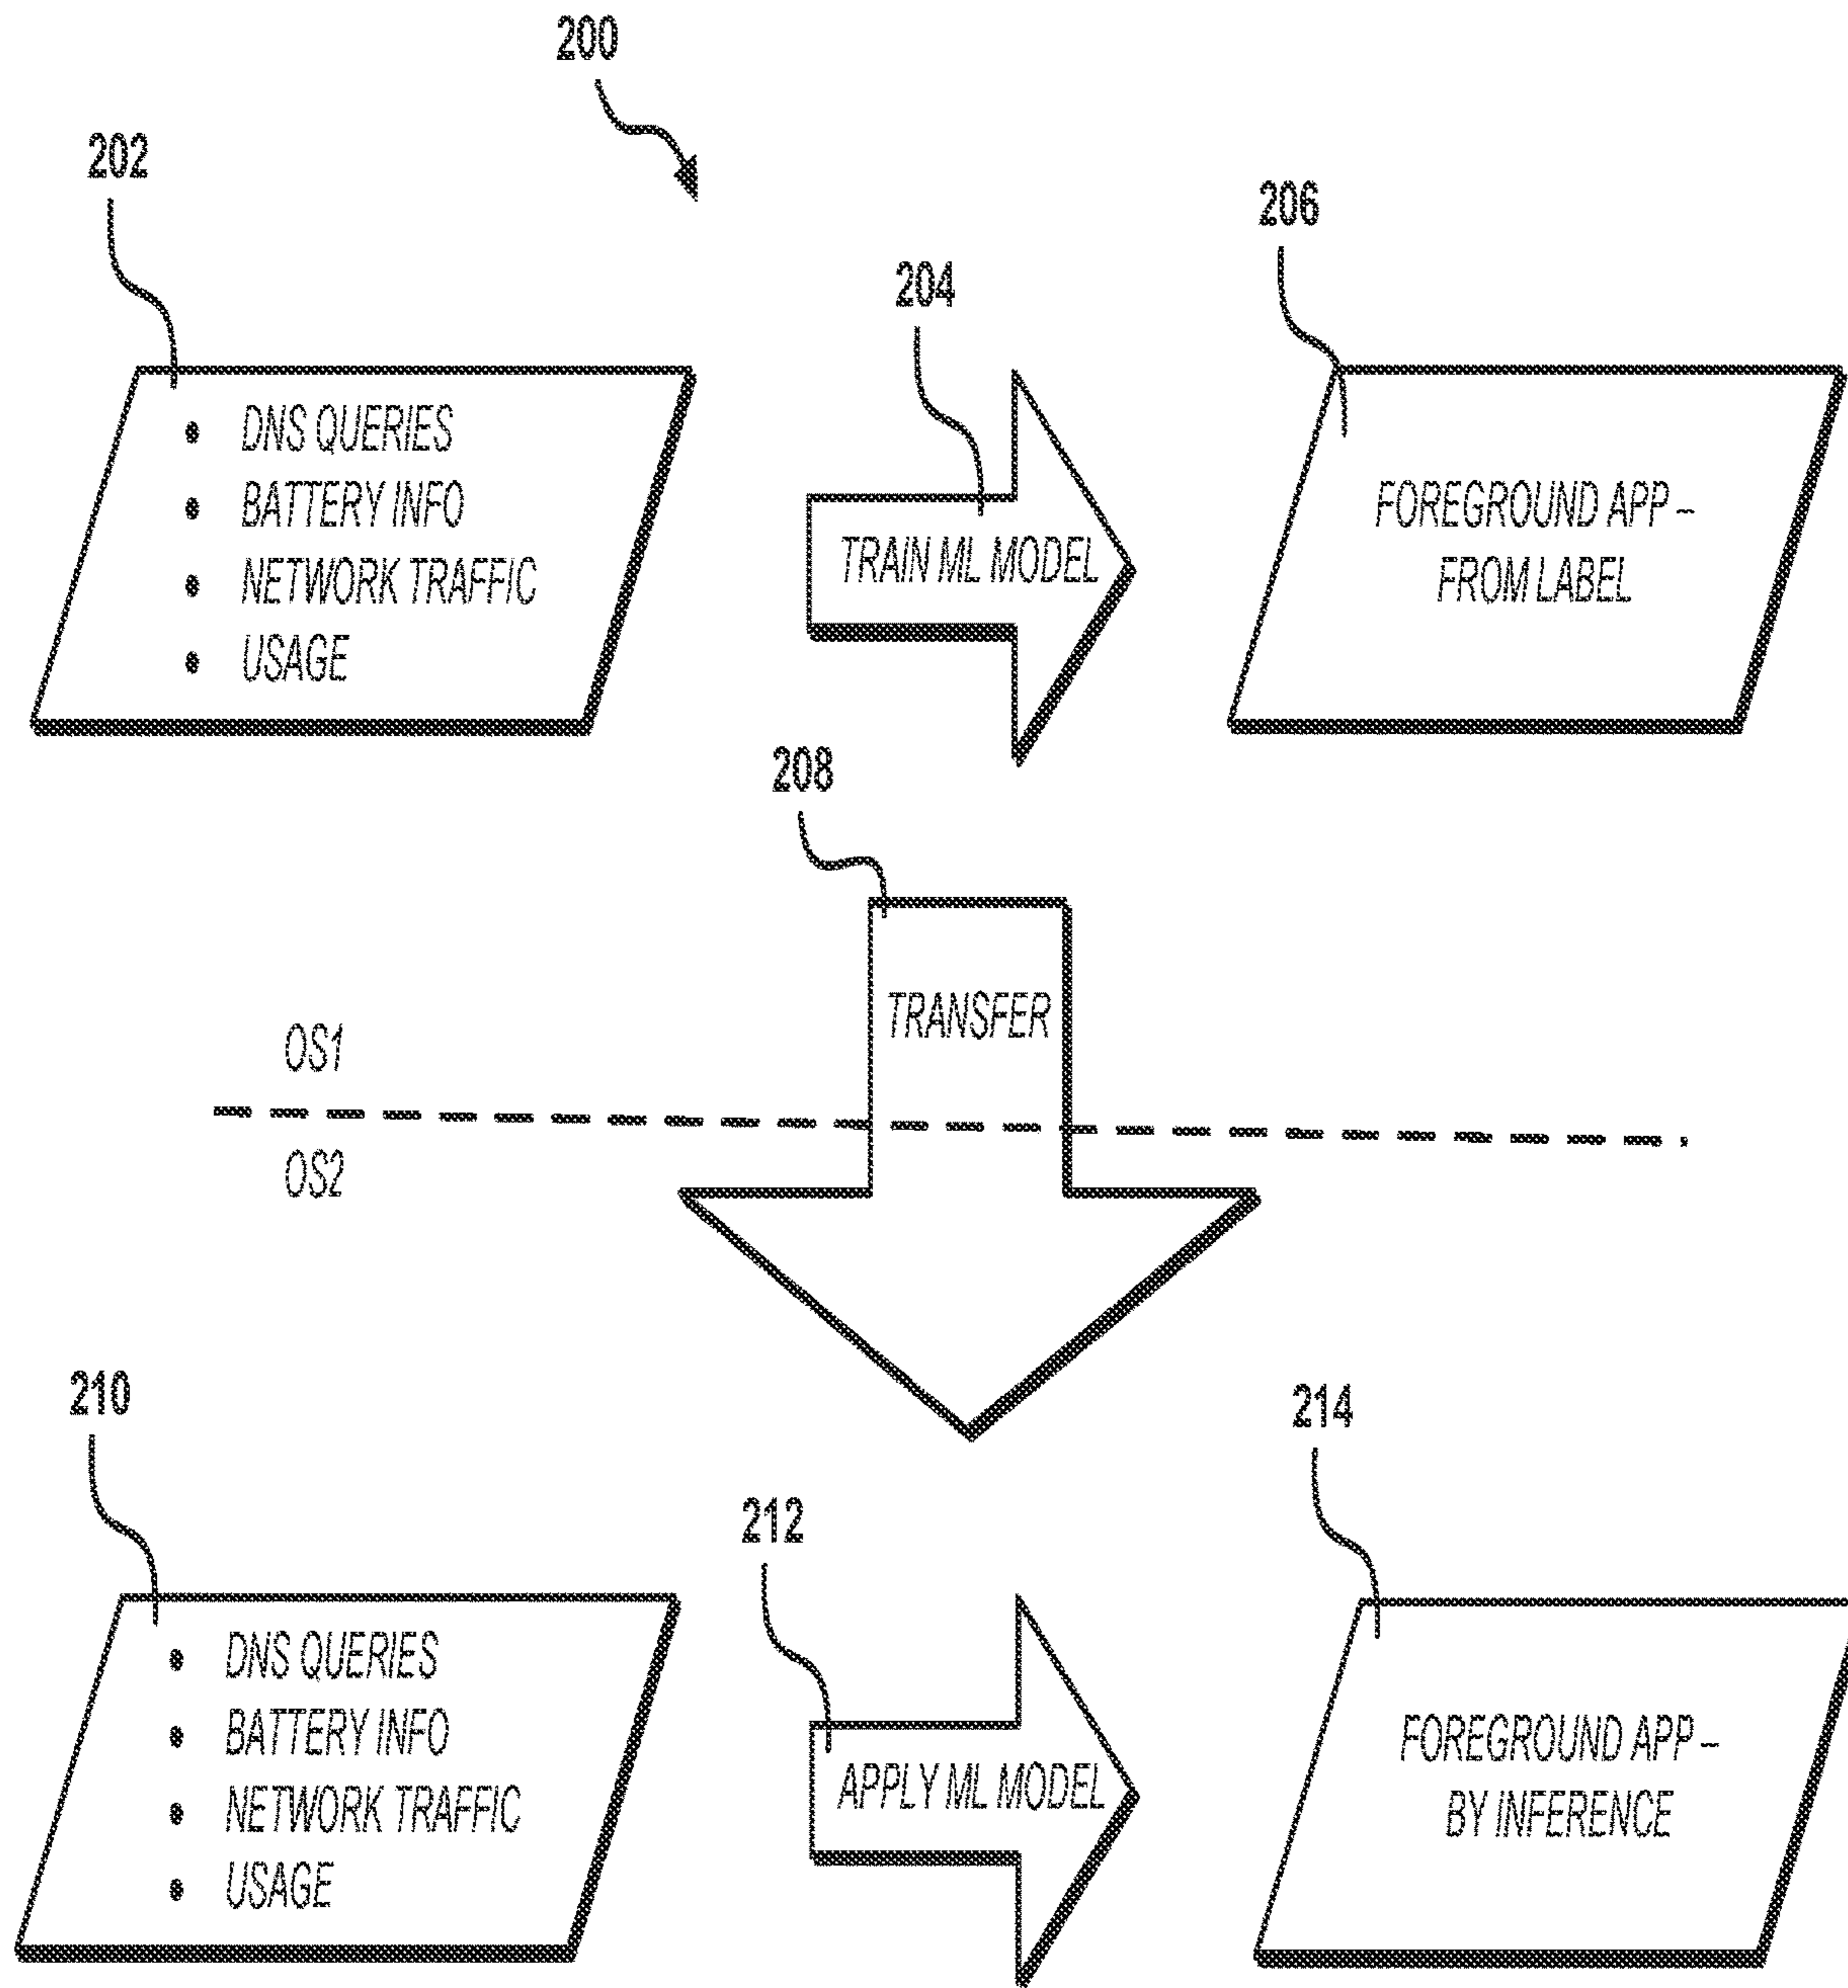 200
202
206
204
• DNS QUERIES
• BATTERY INFO
• NETWORK TRAFFIC
• USAGE
TRAIN ML MODEL
FOREGROUND APP –
FROM LABEL
208
TRANSFER
OS1
OS2
210
214
212
• DNS QUERIES
• BATTERY INFO
• NETWORK TRAFFIC
• USAGE
APPLY ML MODEL
FOREGROUND APP –
BY INFERENCE